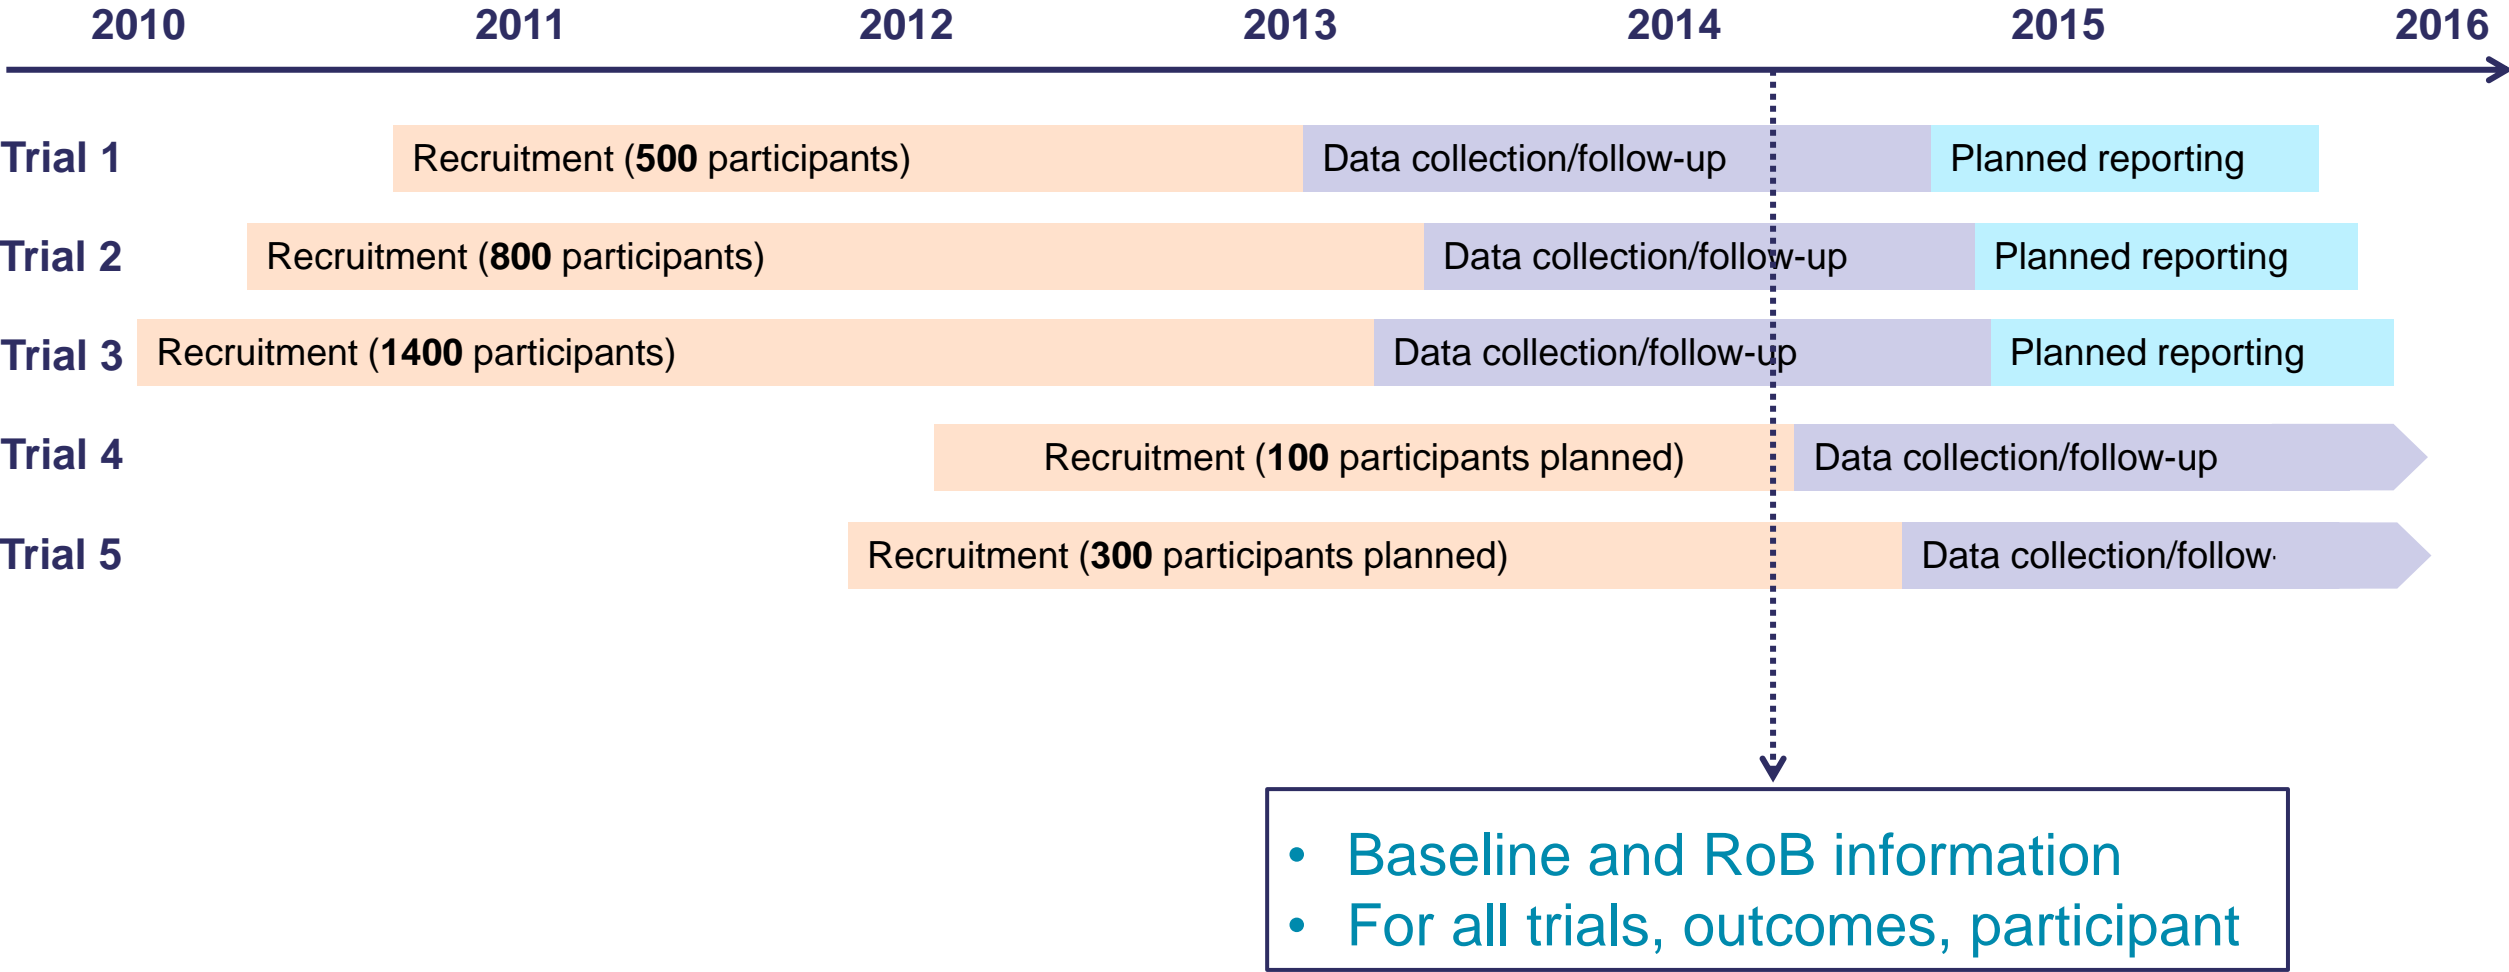 2010 2011 2012 2013 2014 2015 2016
Trial 1 Recruitment (500 participants) Data collection/follow-up Planned reporting
Trial 2 Recruitment (800 participants) Data collection/follow-up Planned reporting
Trial 3 Recruitment (1400 participants) Data collection/follow-up Planned reporting
Trial 4 Recruitment (100 participants planned) Data collection/follow-up
Trial 5 Recruitment (300 participants planned) Data collection/follow-
• Baseline and RoB information
• For all trials, outcomes, participant